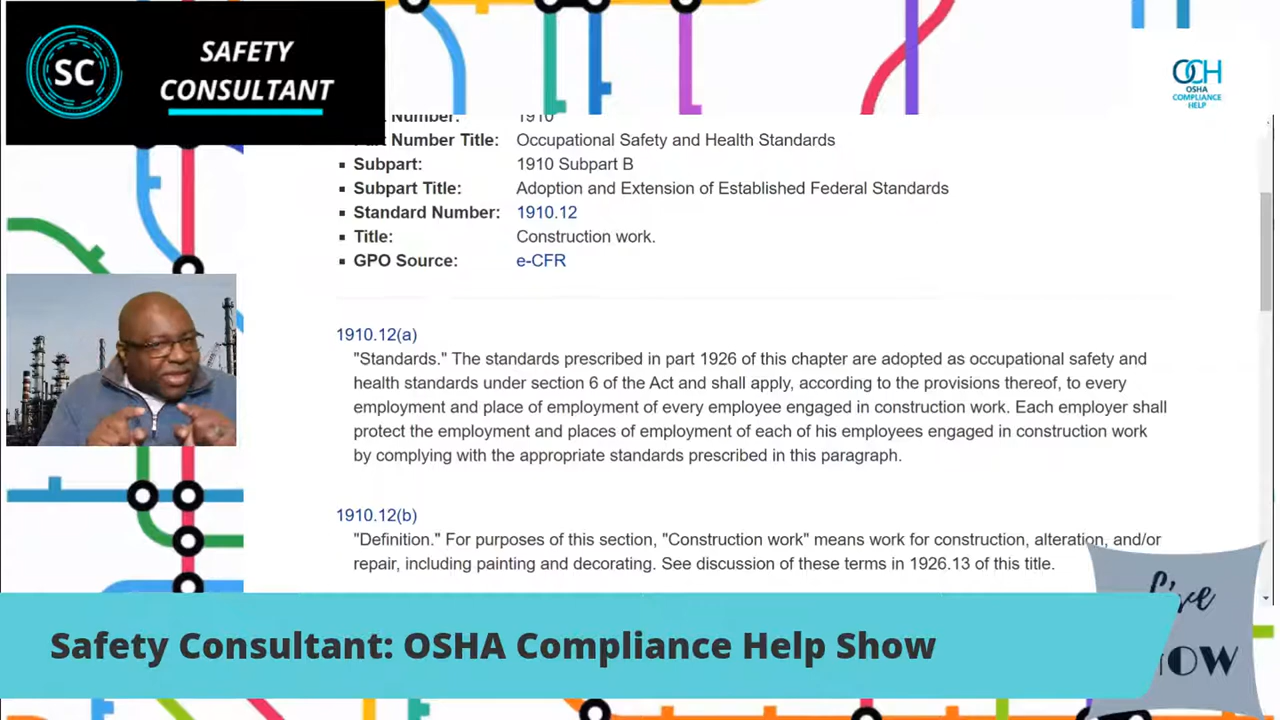 SC
SAFETY
CONSULTANT
OCH
OSHA
COMPLIANCE
HELP
Number: 1910
Number Title: Occupational Safety and Health Standards
Subpart: 1910 Subpart B
Subpart Title: Adoption and Extension of Established Federal Standards
Standard Number: 1910.12
Title: Construction work.
GPO Source: e-CFR
1910.12(a)
"Standards." The standards prescribed in part 1926 of this chapter are adopted as occupational safety and
health standards under section 6 of the Act and shall apply, according to the provisions thereof, to every
employment and place of employment of every employee engaged in construction work. Each employer shall
protect the employment and places of employment of each of his employees engaged in construction work
by complying with the appropriate standards prescribed in this paragraph.
1910.12(b)
"Definition." For purposes of this section, "Construction work" means work for construction, alteration, and/or
repair, including painting and decorating. See discussion of these terms in 1926.13 of this title.
Live
Safety Consultant: OSHA Compliance Help Show